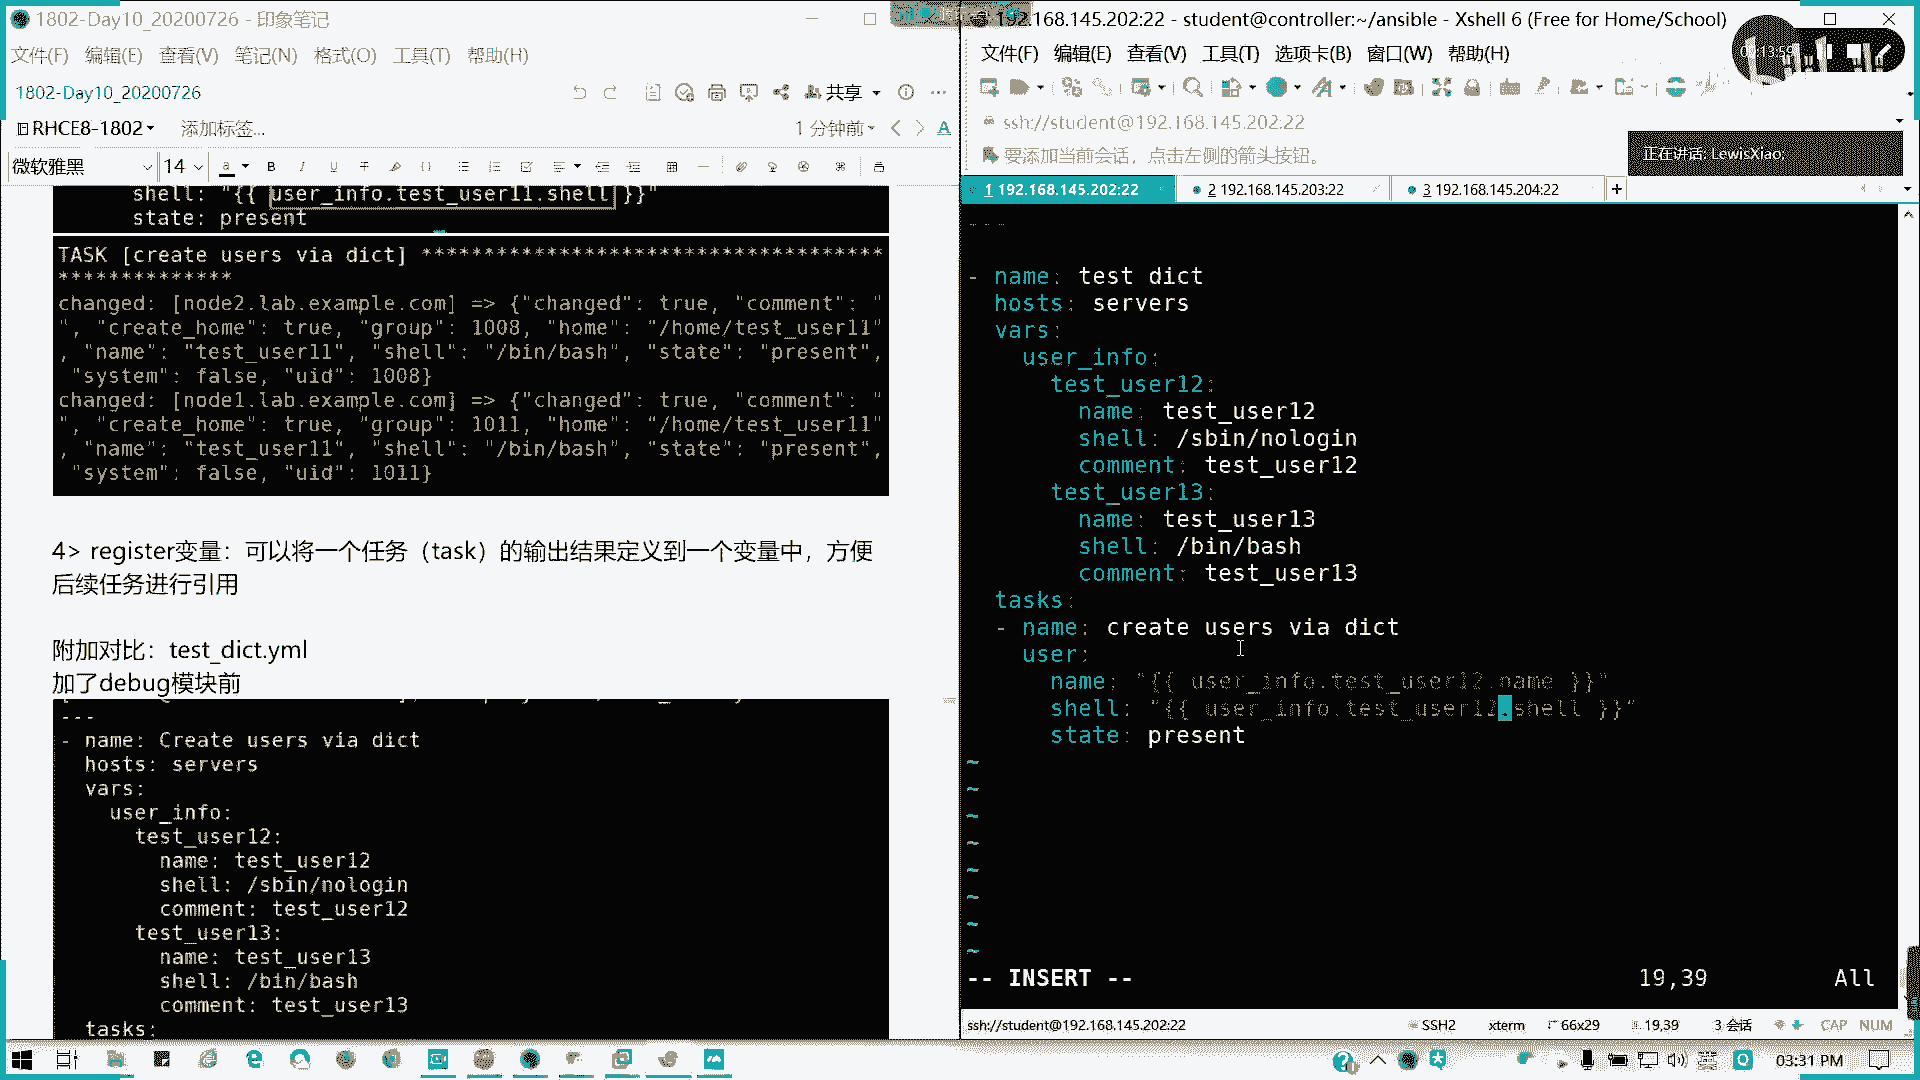 1802-Day10_20200726 - 印象笔记
文件(F) 编辑(E) 查看(V) 笔记(N) 格式(O) 工具(T) 帮助(H)
1802-Day10_20200726
共享
RHCE8-1802
添加标签...
1 分钟前
微软雅黑
14
shell: "{{ user_info.test_user11.shell }}"
state: present
TASK [create users via dict] **************************************
**************
changed: [node2.lab.example.com] => {"changed": true, "comment": "
", "create_home": true, "group": 1008, "home": "/home/test_user11"
, "name": "test_user11", "shell": "/bin/bash", "state": "present",
"system": false, "uid": 1008}
changed: [node1.lab.example.com] => {"changed": true, "comment": "
", "create_home": true, "group": 1011, "home": "/home/test_user11"
, "name": "test_user11", "shell": "/bin/bash", "state": "present",
"system": false, "uid": 1011}
4> register变量：可以将一个任务（task）的输出结果定义到一个变量中，方便
后续任务进行引用
附加对比：test_dict.yml
加了debug模块前
---
- name: Create users via dict
hosts: servers
vars:
user_info:
test_user12:
name: test_user12
shell: /sbin/nologin
comment: test_user12
test_user13:
name: test_user13
shell: /bin/bash
comment: test_user13
tasks:
192.168.145.202:22 - student@controller:~/ansible - Xshell 6 (Free for Home/School)
文件(F) 编辑(E) 查看(V) 工具(T) 选项卡(B) 窗口(W) 帮助(H)
ssh://student@192.168.145.202:22
要添加当前会话，点击左侧的箭头按钮。
正在讲话: LewisXiao;
1 192.168.145.202:22
2 192.168.145.203:22
3 192.168.145.204:22
---
- name: test dict
hosts: servers
vars:
user_info:
test_user12:
name: test_user12
shell: /sbin/nologin
comment: test_user12
test_user13:
name: test_user13
shell: /bin/bash
comment: test_user13
tasks:
- name: create users via dict
user:
name: "{{ user_info.test_user12.name }}"
shell: "{{ user_info.test_user12.shell }}"
state: present
~
~
~
~
~
~
~
~
-- INSERT --
19,39
All
ssh://student@192.168.145.202:22
SSH2
xterm
66x29
19,39
3 会话
CAP
NUM
03:31 PM